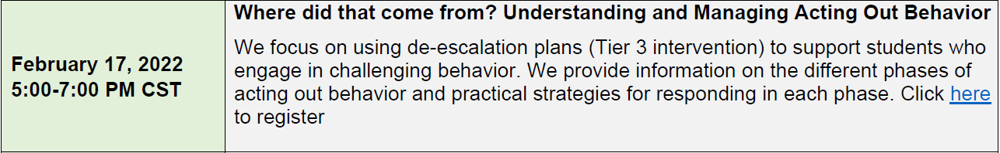 Where did that come from? Understanding and Managing Acting Out Behavior
February 17, 2022
5:00-7:00 PM CST
We focus on using de-escalation plans (Tier 3 intervention) to support students who
engage in challenging behavior. We provide information on the different phases of
acting out behavior and practical strategies for responding in each phase. Click here
to register